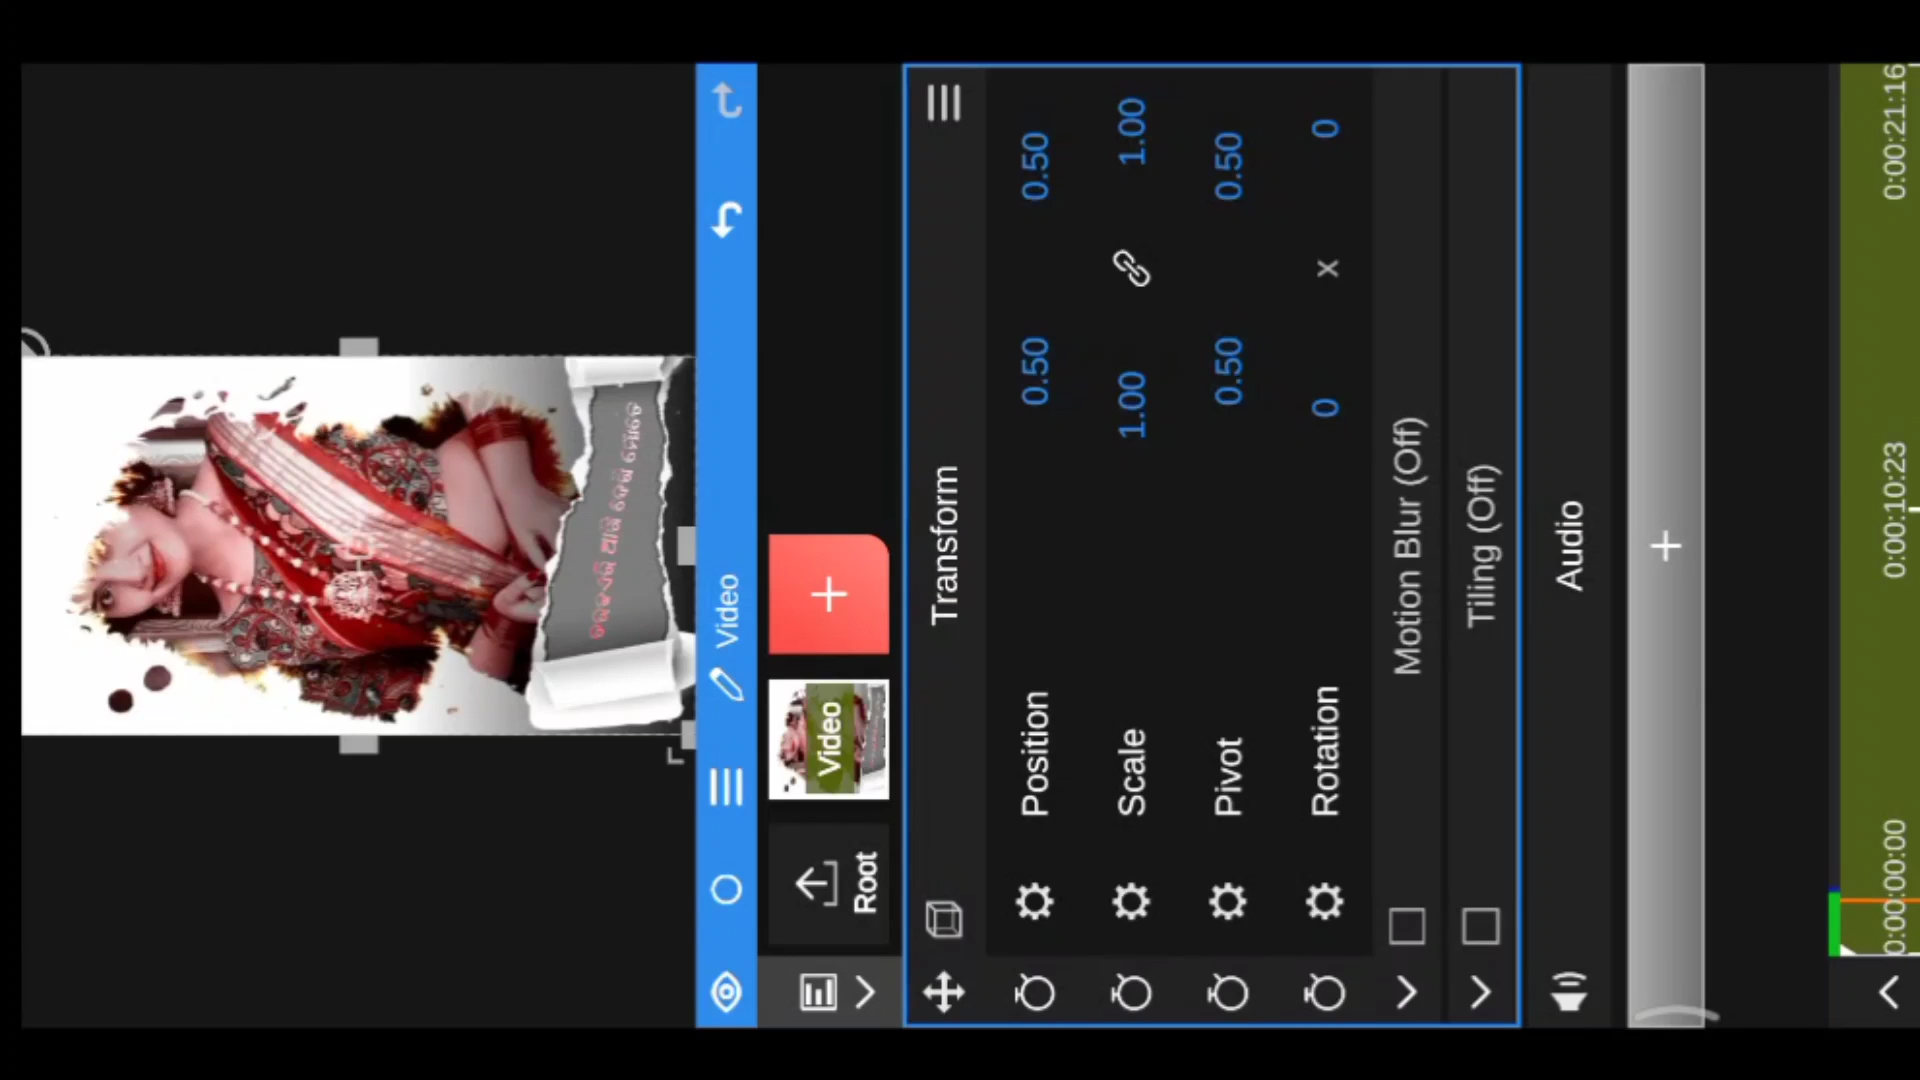 Video
Root
Video
Transform
Position 0.50 0.50
Scale 1.00 1.00
Pivot 0.50 0.50
Rotation 0 x 0
Motion Blur (Off)
Tiling (Off)
Audio
0:00:00:00 0:00:10:23 0:00:21:16